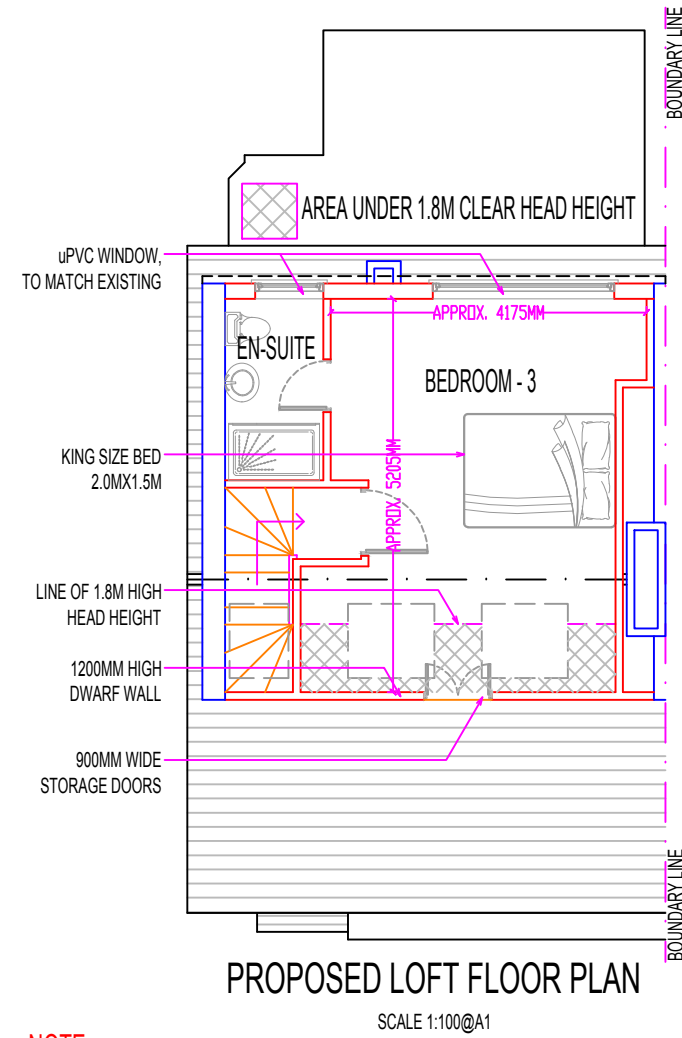 BOUNDARY LINE
AREA UNDER 1.8M CLEAR HEAD HEIGHT
uPVC WINDOW,
TO MATCH EXISTING
APPROX. 4175MM
EN-SUITE
BEDROOM - 3
KING SIZE BED
2.0MX1.5M
APPROX. 5205MM
LINE OF 1.8M HIGH
HEAD HEIGHT
1200MM HIGH
DWARF WALL
900MM WIDE
STORAGE DOORS
BOUNDARY LINE
PROPOSED LOFT FLOOR PLAN
SCALE 1:100@A1
NOTE